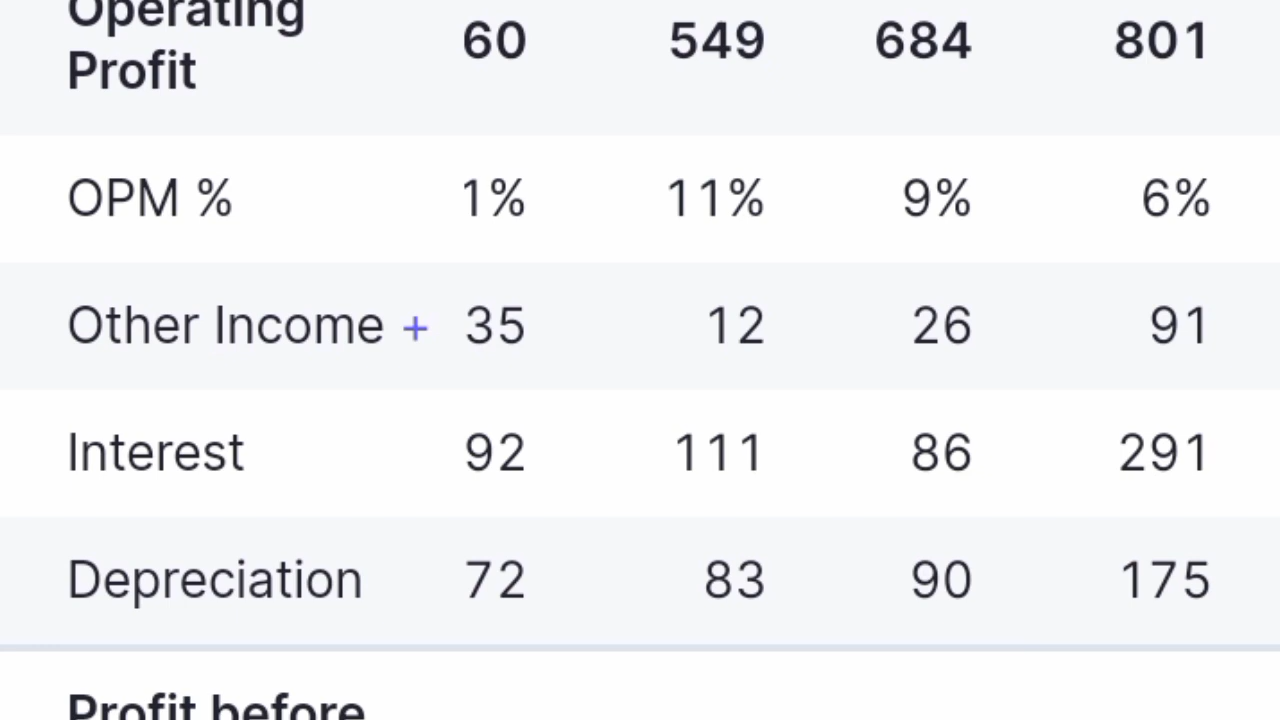 Operating
Profit 60 549 684 801
OPM % 1% 11% 9% 6%
Other Income + 35 12 26 91
Interest 92 111 86 291
Depreciation 72 83 90 175
Profit before